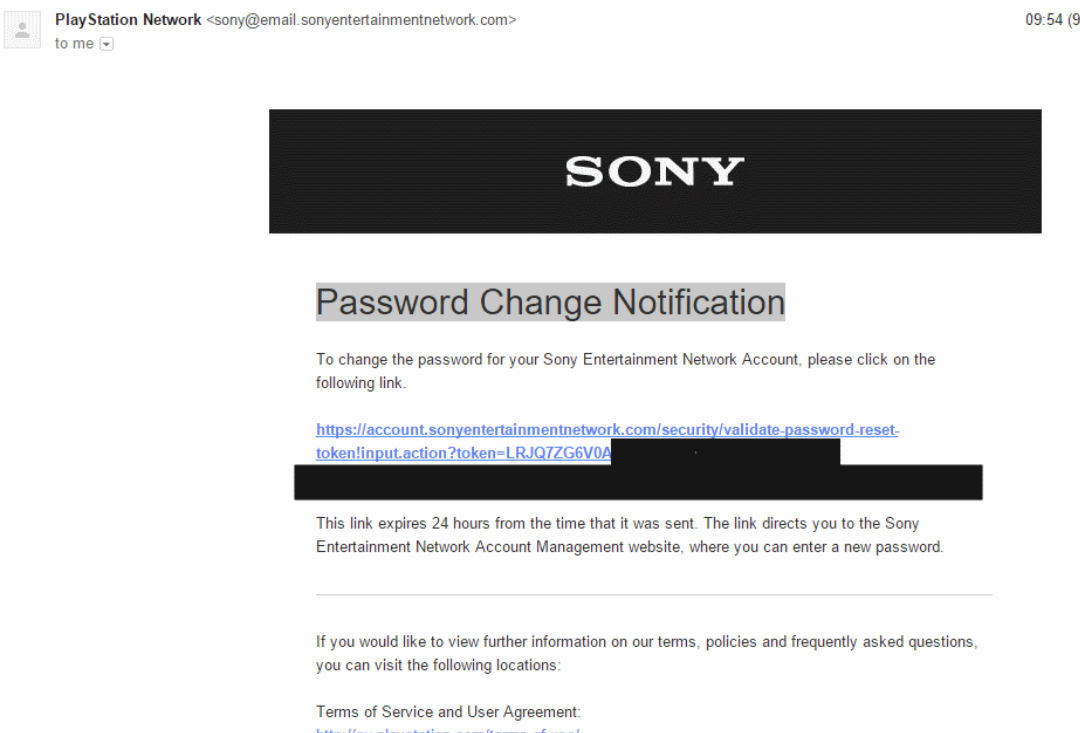 PlayStation Network <sony@email.sonyentertainmentnetwork.com>
09:54 (9
to me
SONY
Password Change Notification
To change the password for your Sony Entertainment Network Account, please click on the
following link.
https://account.sonyentertainmentnetwork.com/security/validate-password-reset-
token!input.action?token=LRJQ7ZG6V0A
This link expires 24 hours from the time that it was sent. The link directs you to the Sony
Entertainment Network Account Management website, where you can enter a new password.
If you would like to view further information on our terms, policies and frequently asked questions,
you can visit the following locations:
Terms of Service and User Agreement: